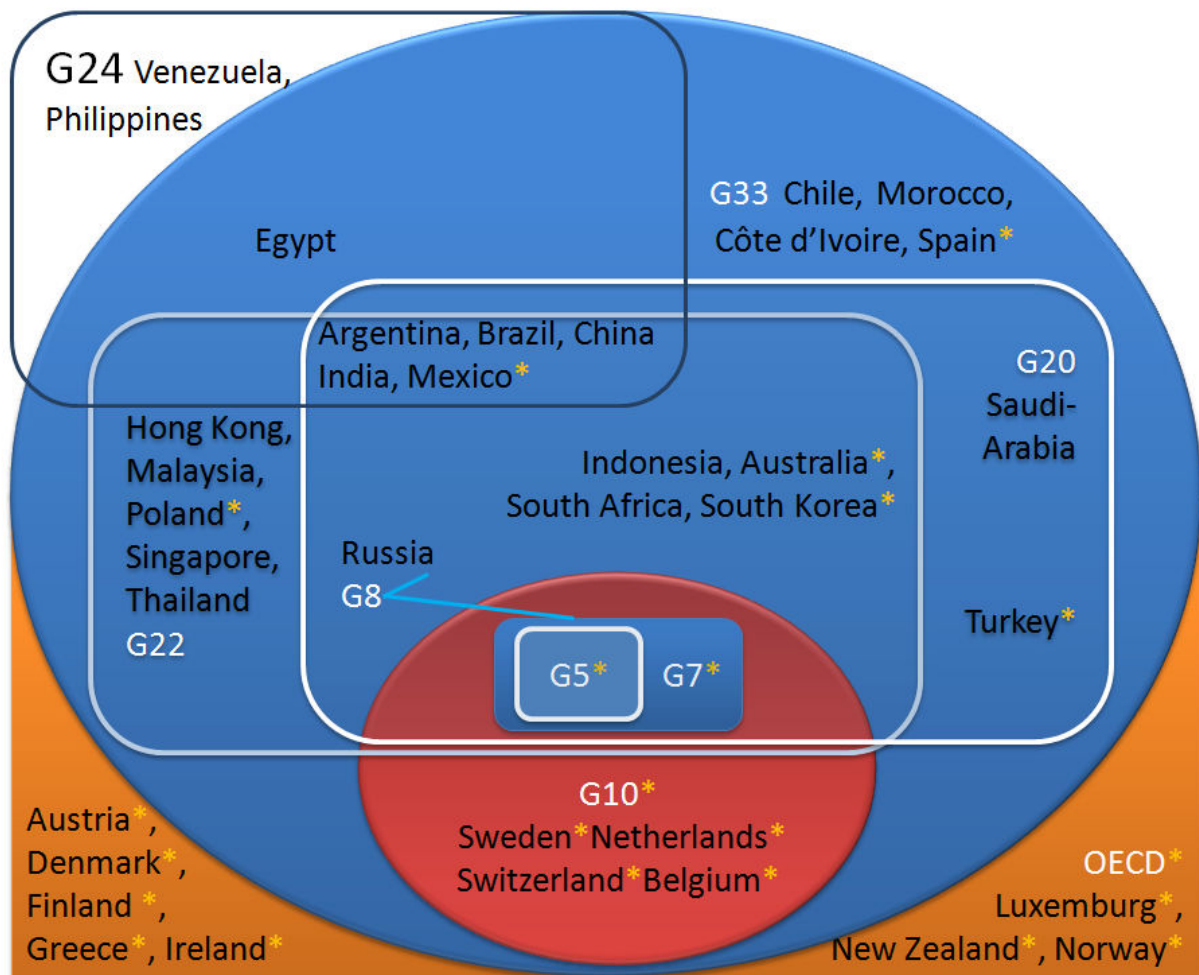 G24 Venezuela,
Philippines
G33 Chile, Morocco,
Côte d’Ivoire, Spain*
Egypt
Argentina, Brazil, China
India, Mexico*
G20
Saudi-
Arabia
Hong Kong,
Malaysia,
Poland*,
Singapore,
Thailand
G22
Indonesia, Australia*,
South Africa, South Korea*
Russia
G8
Turkey*
G5*
G7*
G10*
Sweden*Netherlands*
Switzerland*Belgium*
Austria*,
Denmark*,
Finland *,
Greece*, Ireland*
OECD*
Luxemburg*,
New Zealand*, Norway*